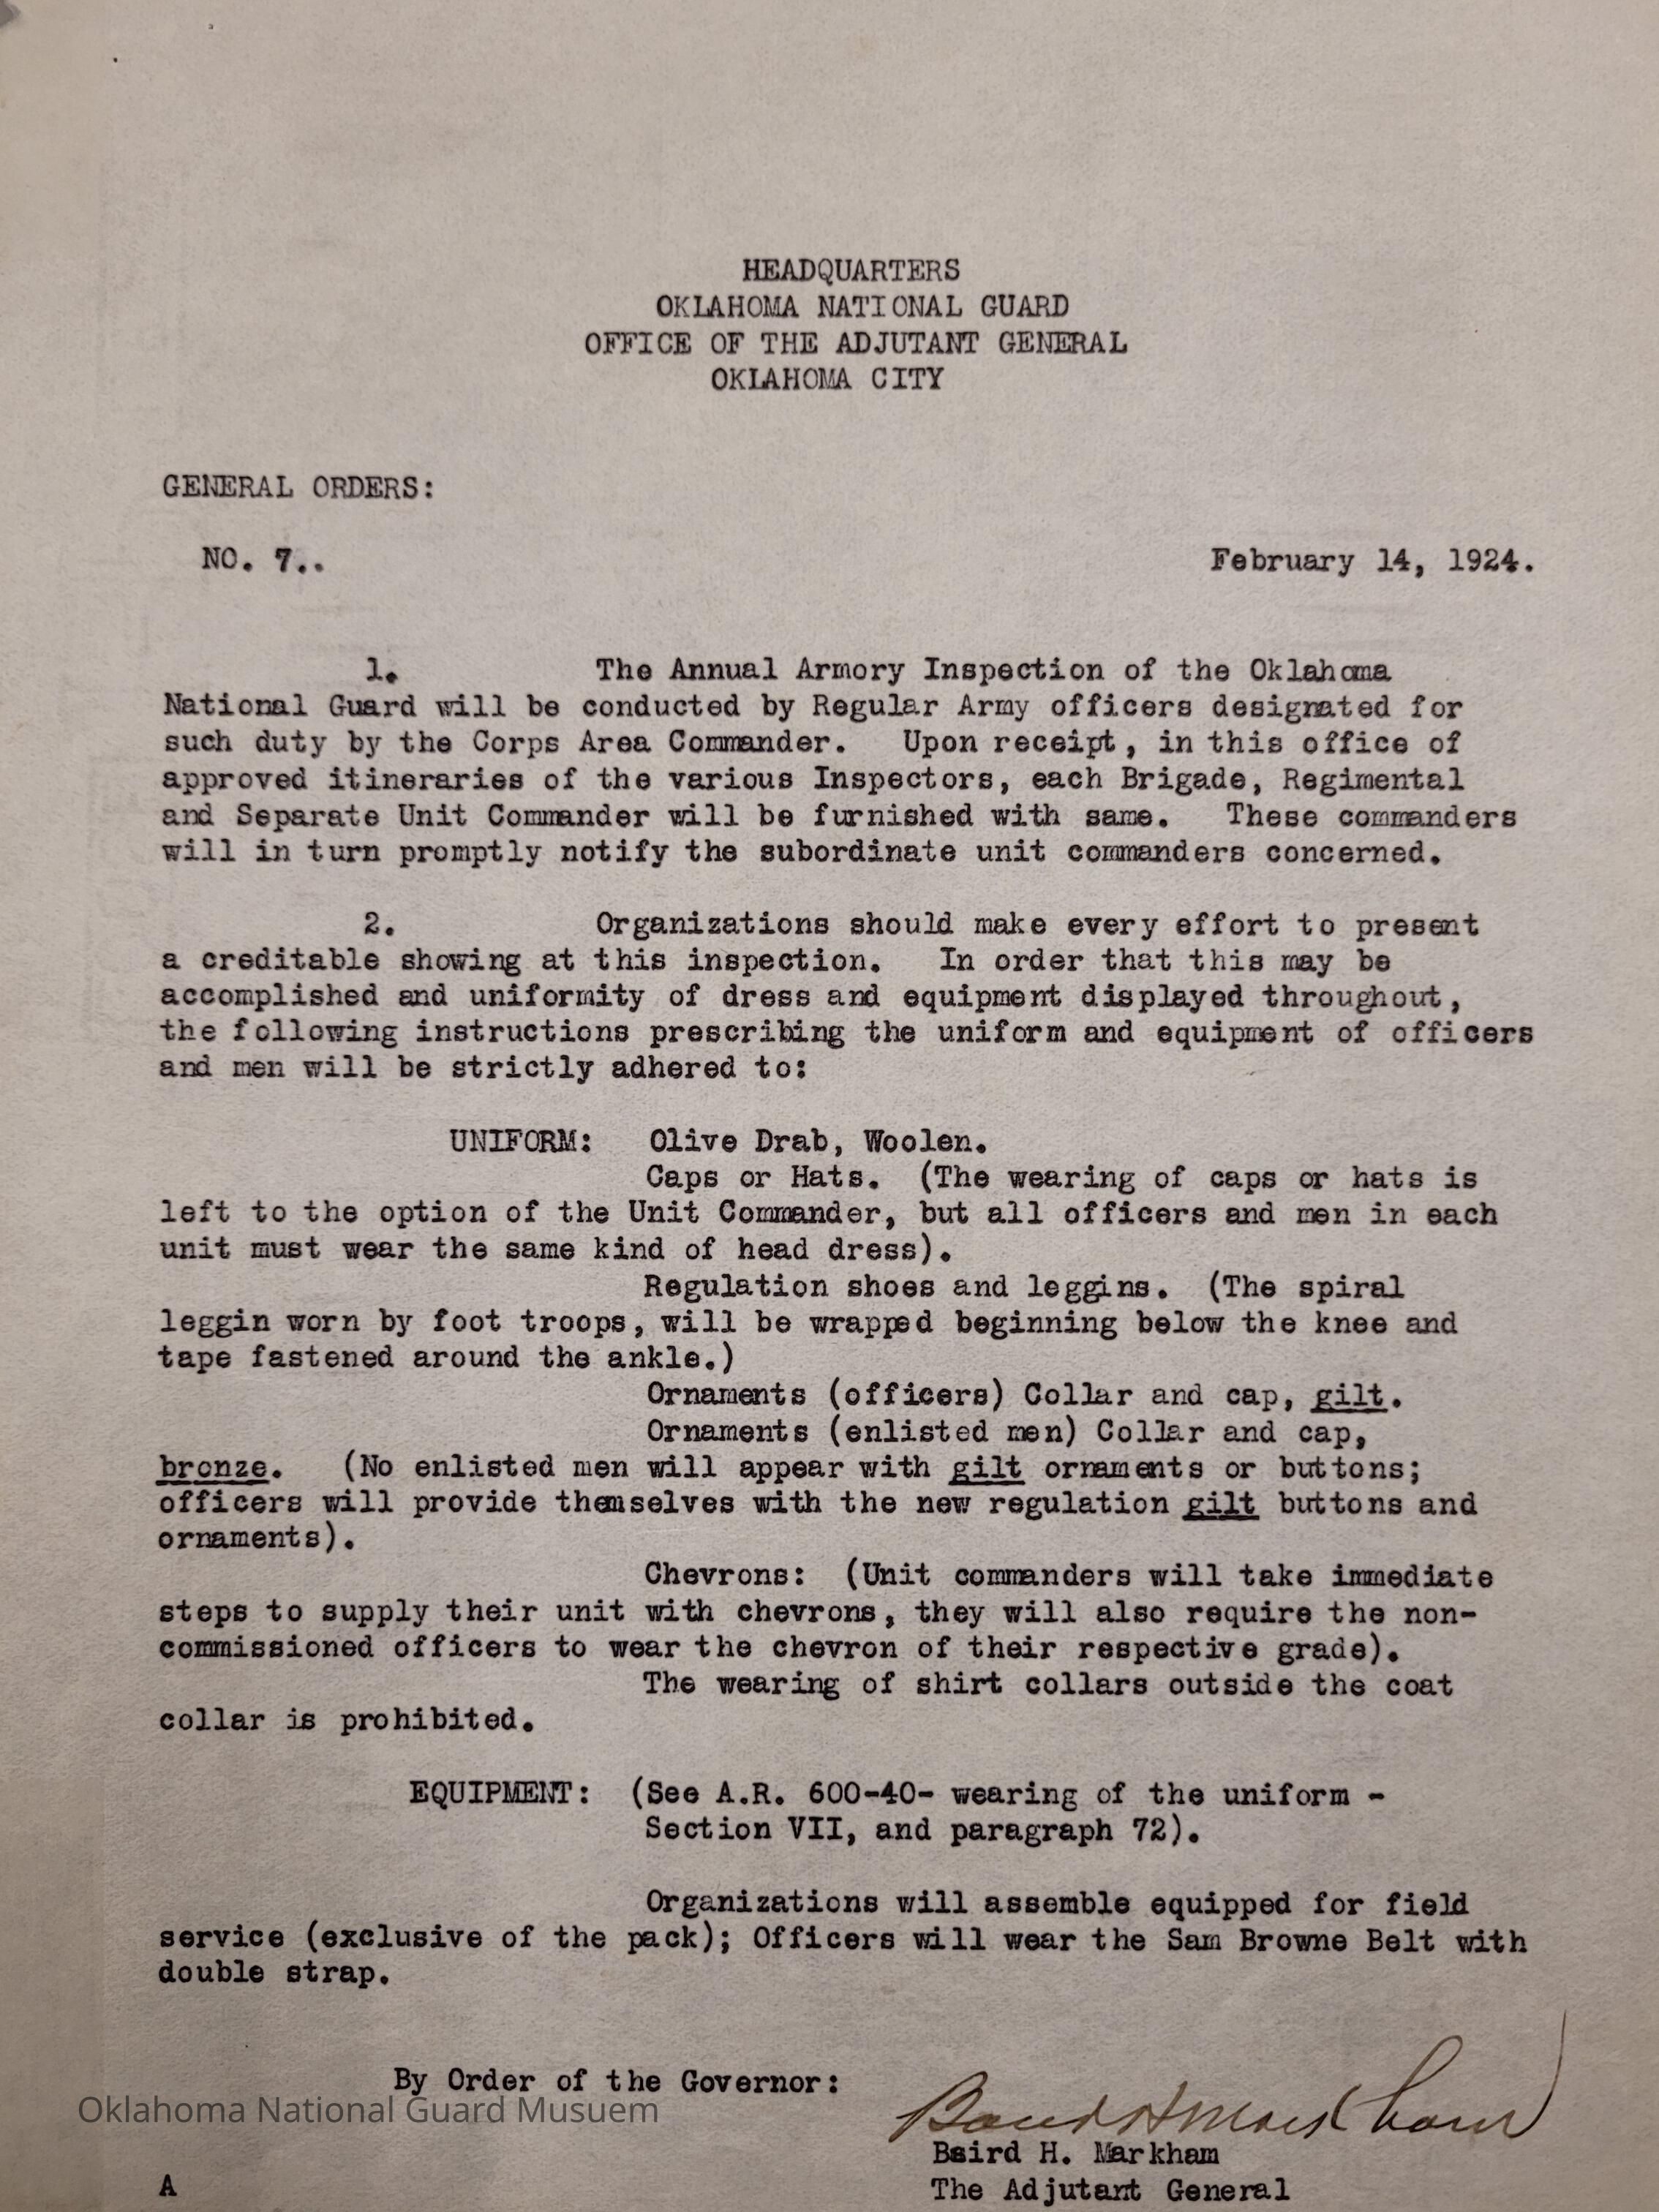 HEADQUARTERS
OKLAHOMA NATIONAL GUARD
OFFICE OF THE ADJUTANT GENERAL
OKLAHOMA CITY
GENERAL ORDERS:
NO. 7..
February 14, 1924.
1. The Annual Armory Inspection of the Oklahoma
National Guard will be conducted by Regular Army officers designated for
such duty by the Corps Area Commander. Upon receipt, in this office of
approved itineraries of the various Inspectors, each Brigade, Regimental
and Separate Unit Commander will be furnished with same. These commanders
will in turn promptly notify the subordinate unit commanders concerned.
2. Organizations should make every effort to present
a creditable showing at this inspection. In order that this may be
accomplished and uniformity of dress and equipment displayed throughout,
the following instructions prescribing the uniform and equipment of officers
and men will be strictly adhered to:
UNIFORM: Olive Drab, Woolen.
Caps or Hats. (The wearing of caps or hats is
left to the option of the Unit Commander, but all officers and men in each
unit must wear the same kind of head dress).
Regulation shoes and leggins. (The spiral
leggin worn by foot troops, will be wrapped beginning below the knee and
tape fastened around the ankle.)
Ornaments (officers) Collar and cap, gilt.
Ornaments (enlisted men) Collar and cap,
bronze. (No enlisted men will appear with gilt ornaments or buttons;
officers will provide themselves with the new regulation gilt buttons and
ornaments).
Chevrons: (Unit commanders will take immediate
steps to supply their unit with chevrons, they will also require the non-
commissioned officers to wear the chevron of their respective grade).
The wearing of shirt collars outside the coat
collar is prohibited.
EQUIPMENT: (See A.R. 600-40- wearing of the uniform -
Section VII, and paragraph 72).
Organizations will assemble equipped for field
service (exclusive of the pack); Officers will wear the Sam Browne Belt with
double strap.
By Order of the Governor:
Oklahoma National Guard Musuem
Baird H Markham
Baird H. Markham
The Adjutant General
A